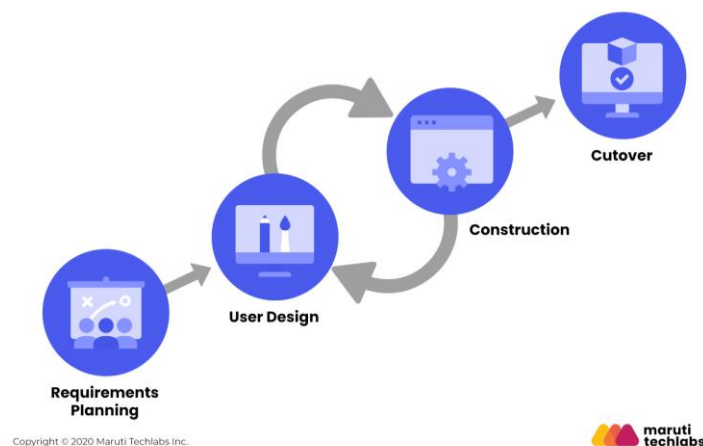 Cutover
Construction
User Design
Requirements
Planning
Copyright © 2020 Maruti Techlabs Inc.
maruti
techlabs